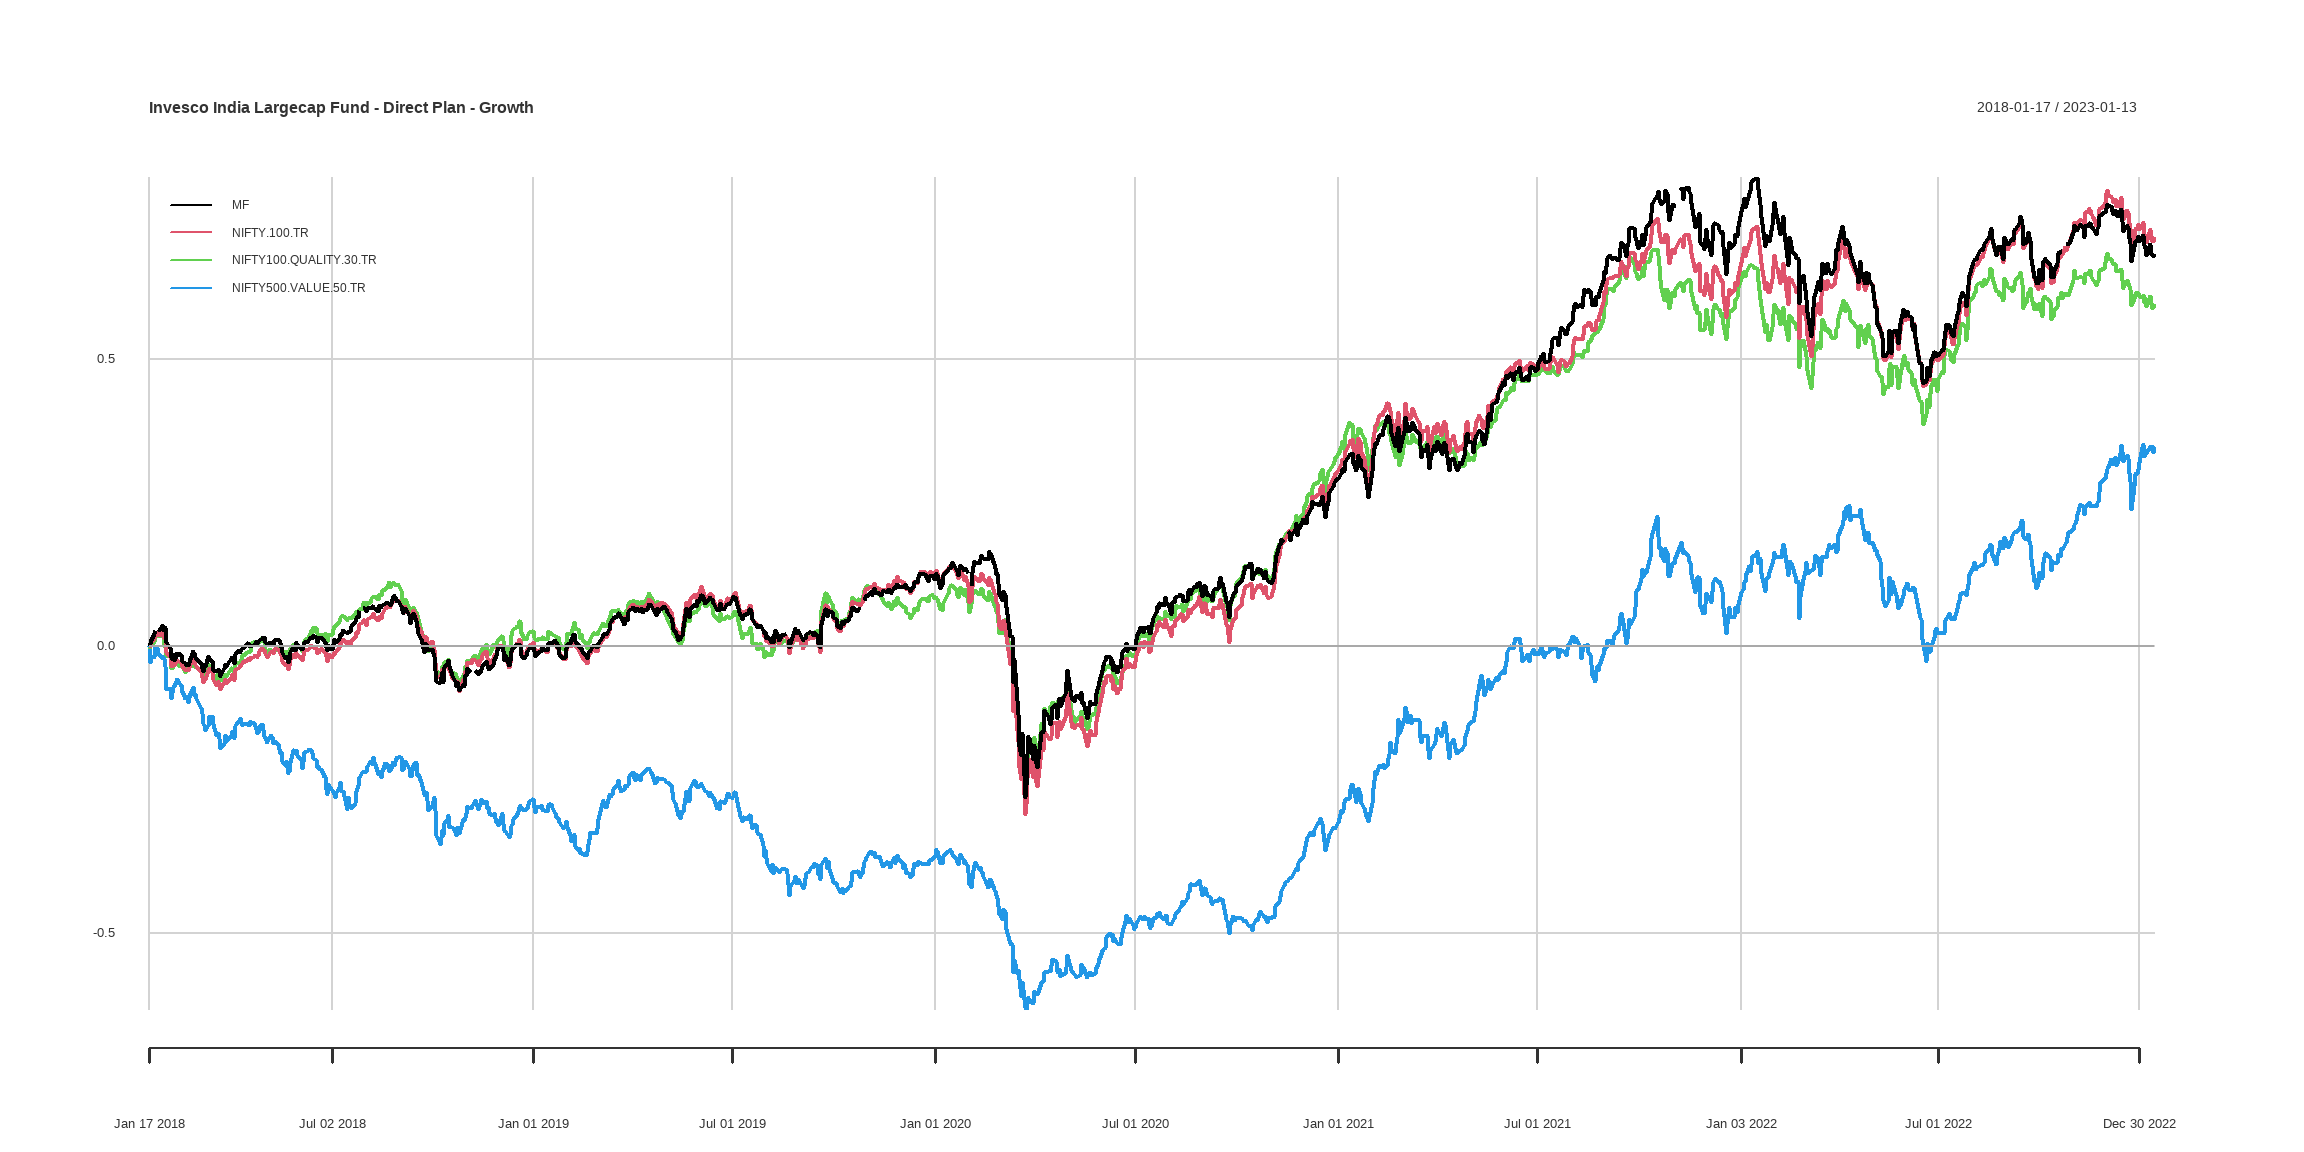 Invesco India Largecap Fund - Direct Plan - Growth
2018-01-17 / 2023-01-13
MF
NIFTY.100.TR
NIFTY100.QUALITY.30.TR
NIFTY500.VALUE.50.TR
0.5
0.0
-0.5
Jan 17 2018
Jul 02 2018
Jan 01 2019
Jul 01 2019
Jan 01 2020
Jul 01 2020
Jan 01 2021
Jul 01 2021
Jan 03 2022
Jul 01 2022
Dec 30 2022